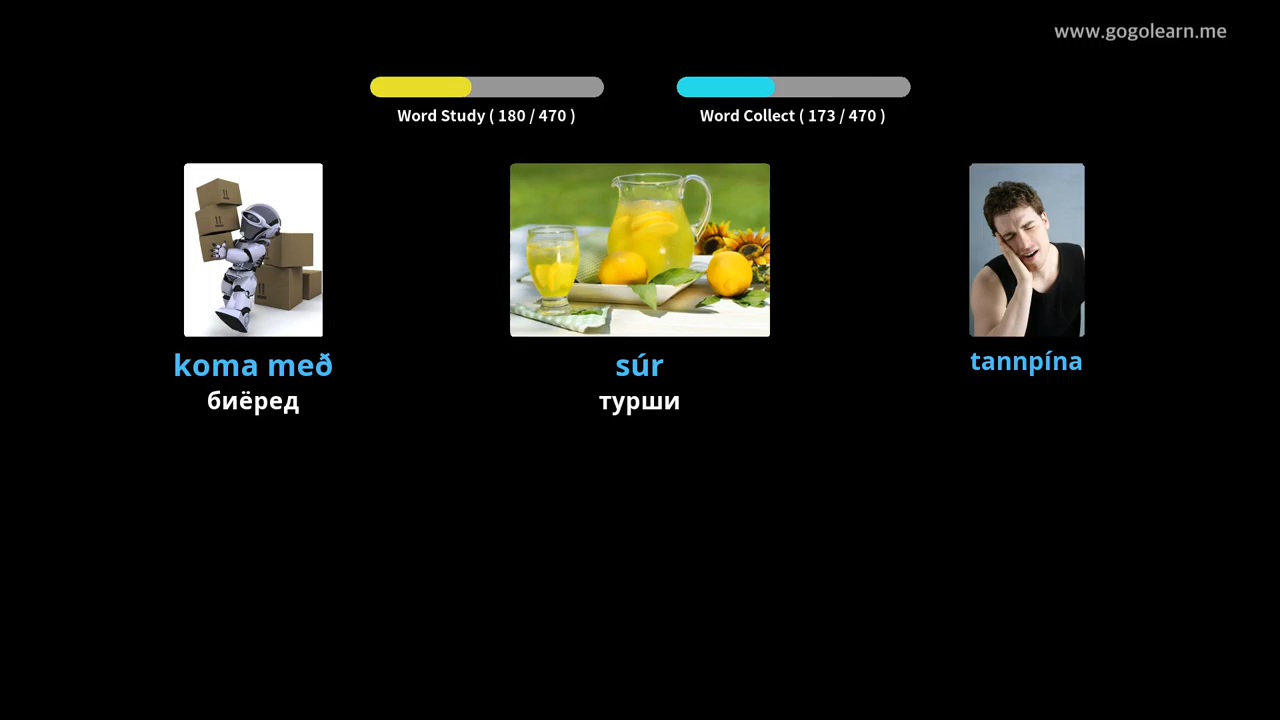 www.gogolearn.me
Word Study ( 180 / 470 )
Word Collect ( 173 / 470 )
koma með
súr
tannpína
биёред
турши